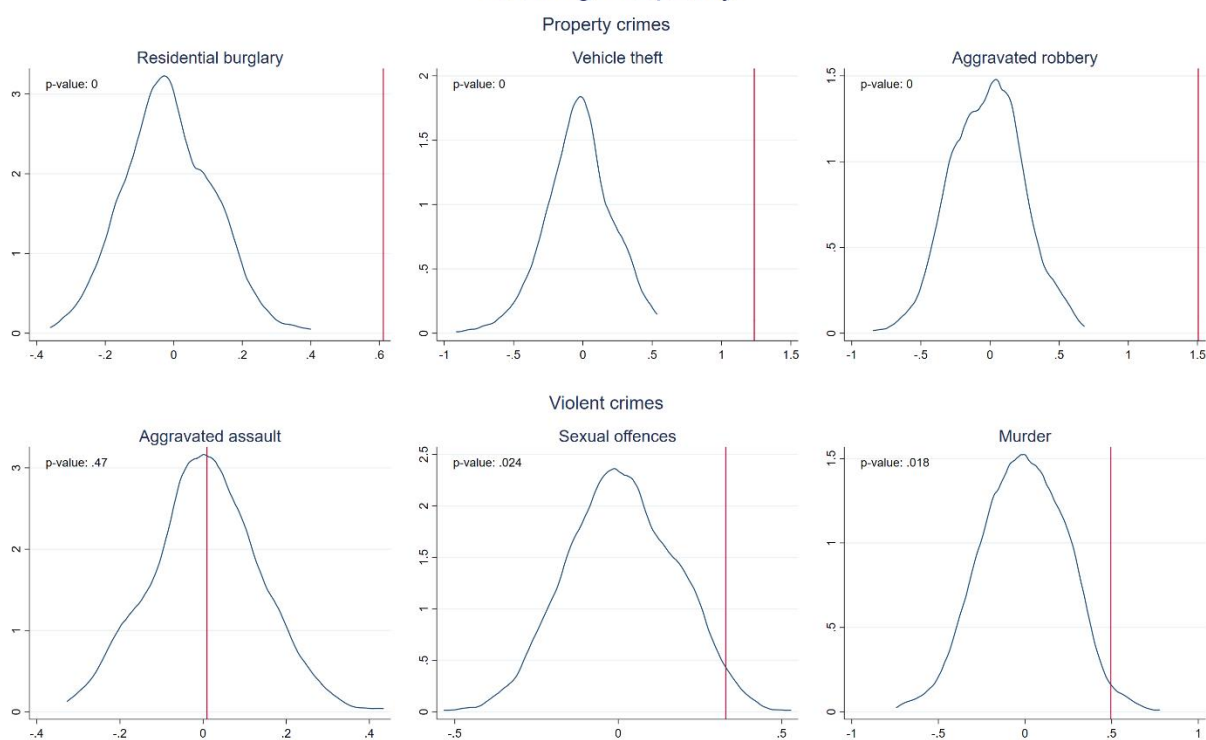 Property crimes
Residential burglary
p-value: 0
0 1 2 3
-.4 -.2 0 .2 .4 .6
Vehicle theft
p-value: 0
0 .5 1 1.5 2
-1 -.5 0 .5 1 1.5
Aggravated robbery
p-value: 0
0 .5 1 1.5
-1 -.5 0 .5 1 1.5
Violent crimes
Aggravated assault
p-value: .47
0 1 2 3
-.4 -.2 0 .2 .4
Sexual offences
p-value: .024
0 .5 1 1.5 2 2.5
-.5 0 .5
Murder
p-value: .018
0 .5 1 1.5
-1 -.5 0 .5 1